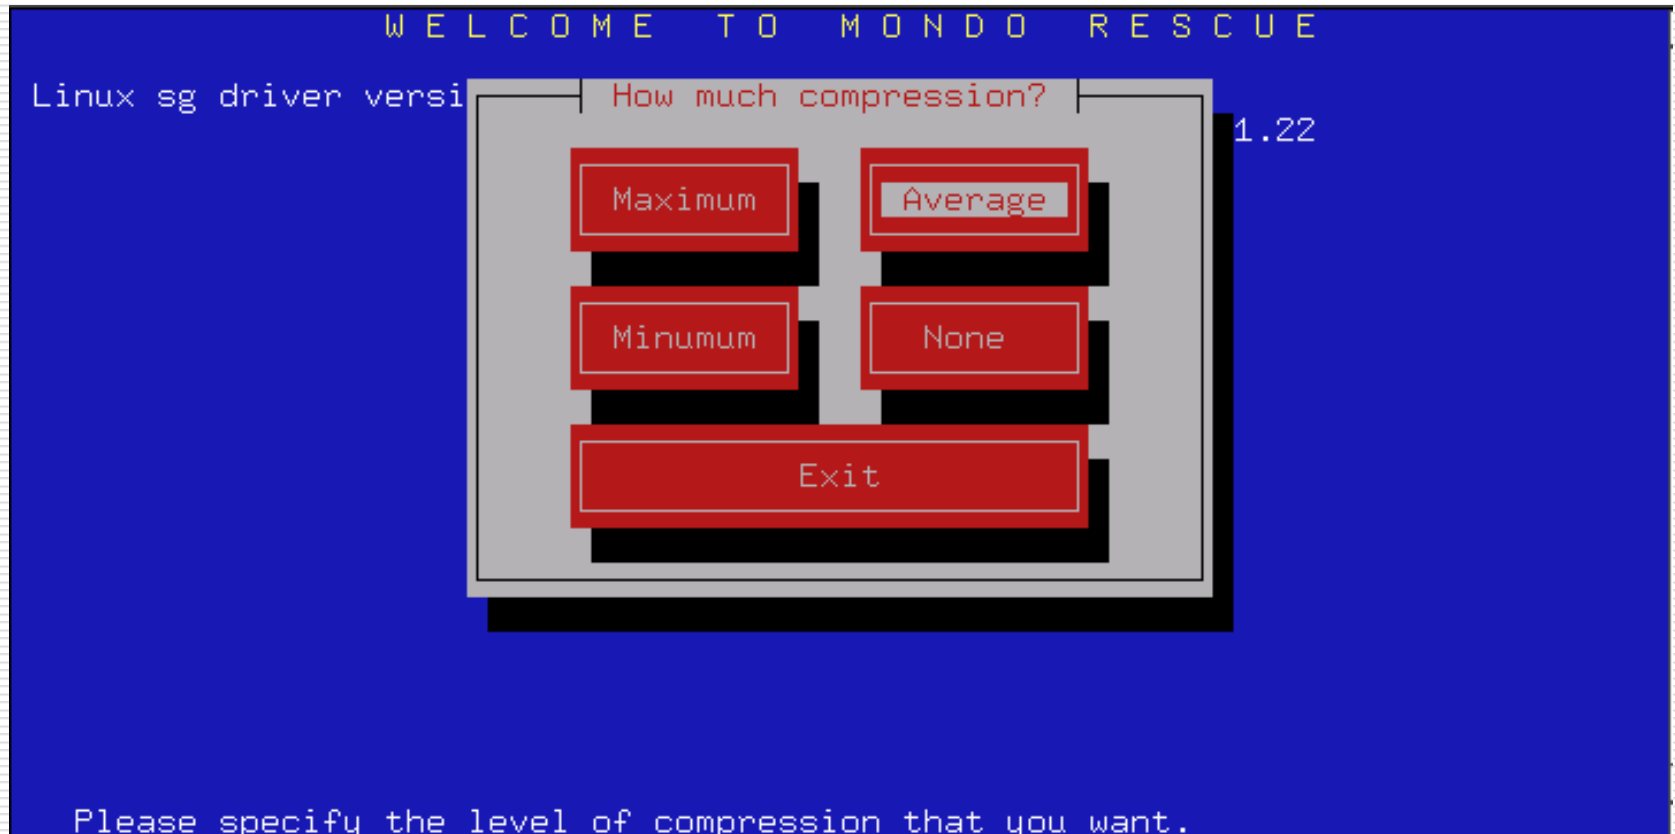 W E L C O M E   T O   M O N D O   R E S C U E
Linux sg driver versi
How much compression?
1.22
Maximum
Average
Minumum
None
Exit
Please specify the level of compression that you want.